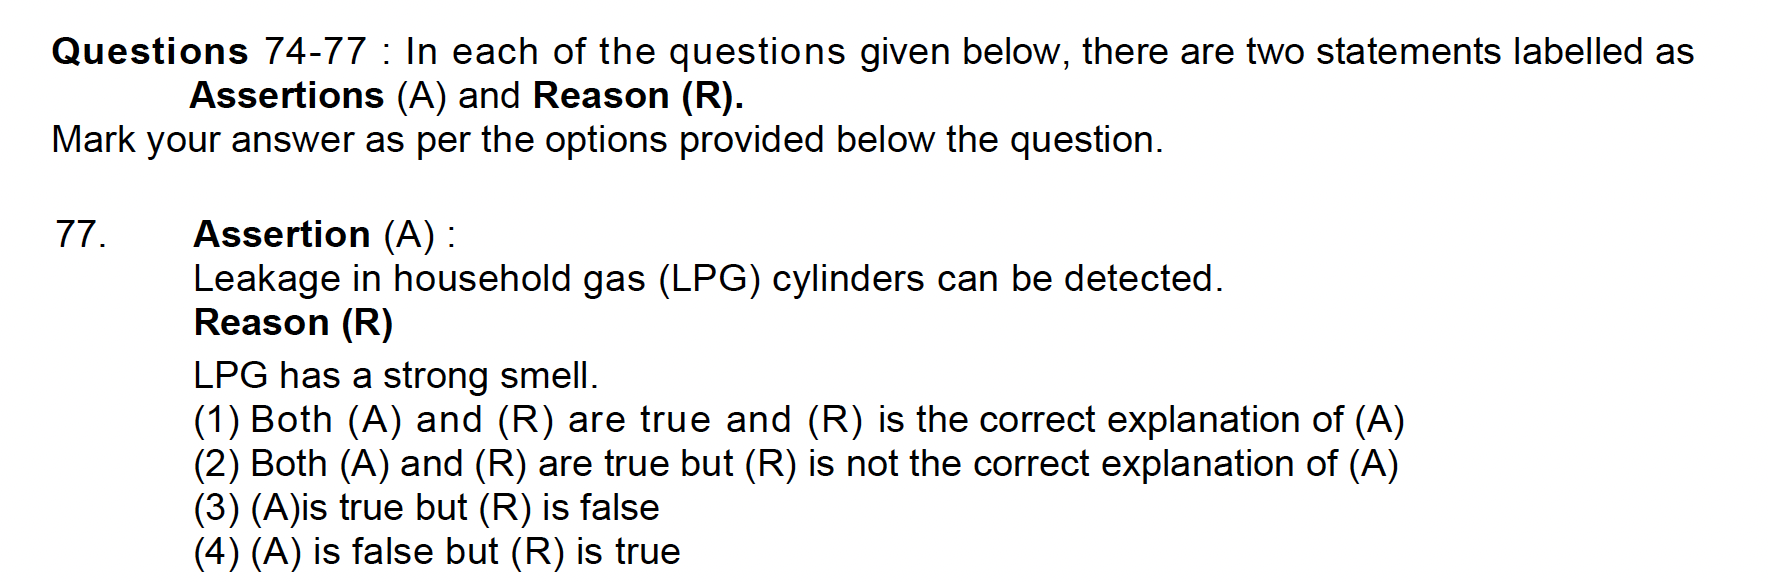 Questions 74-77 : In each of the questions given below, there are two statements labelled as
Assertions (A) and Reason (R).
Mark your answer as per the options provided below the question.
77. Assertion (A) :
Leakage in household gas (LPG) cylinders can be detected.
Reason (R)
LPG has a strong smell.
(1) Both (A) and (R) are true and (R) is the correct explanation of (A)
(2) Both (A) and (R) are true but (R) is not the correct explanation of (A)
(3) (A)is true but (R) is false
(4) (A) is false but (R) is true